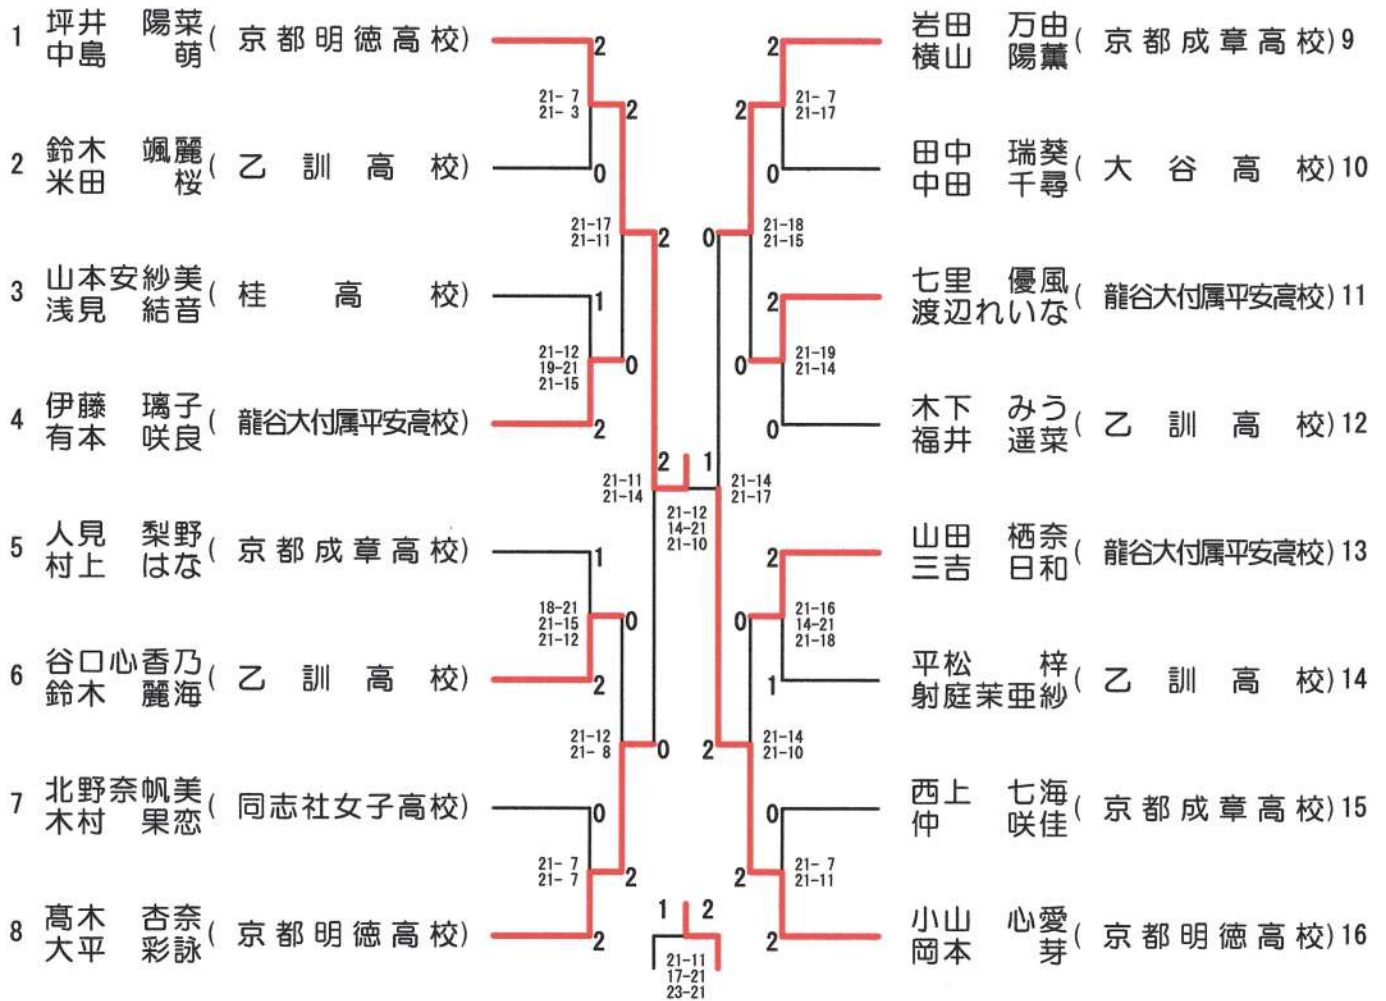 1 坪井 陽菜
中島 萌 ( 京都明徳高校)
2 鈴木 颯麗
米田 桜 ( 乙訓高校)
3 山本安紗美
浅見 結音 ( 桂高校)
4 伊藤 璃子
有本 咲良 ( 龍谷大付属平安高校)
5 人見 梨野
村上 はな ( 京都成章高校)
6 谷口心香乃
鈴木 麗海 ( 乙訓高校)
7 北野奈帆美
木村 果恋 ( 同志社女子高校)
8 髙木 杏奈
大平 彩詠 ( 京都明徳高校)
2
21- 7
21- 3
0
2
21-17
21-11
0
1
21-12
19-21
21-15
2
2
21-11
21-14
0
1
18-21
21-15
21-12
2
0
21-12
21- 8
2
0
21- 7
21- 7
2
2 1
21-12
14-21
21-10
1 2
21-11
17-21
23-21
岩田 万由
横山 陽薫 ( 京都成章高校) 9
田中 瑞葵
中田 千尋 ( 大谷高校) 10
七里 優風
渡辺れいな ( 龍谷大付属平安高校) 11
木下 みう
福井 遥菜 ( 乙訓高校) 12
山田 栖奈
三吉 日和 ( 龍谷大付属平安高校) 13
平松 梓
射庭茉亜紗 ( 乙訓高校) 14
西上 七海
仲 咲佳 ( 京都成章高校) 15
小山 心愛
岡本 芽 ( 京都明徳高校) 16
2
21- 7
21-17
0
2
21-18
21-15
0
2
21-19
21-14
0
0
21-14
21-17
2
2
21-16
14-21
21-18
1
0
21-14
21-10
2
0
21- 7
21-11
2